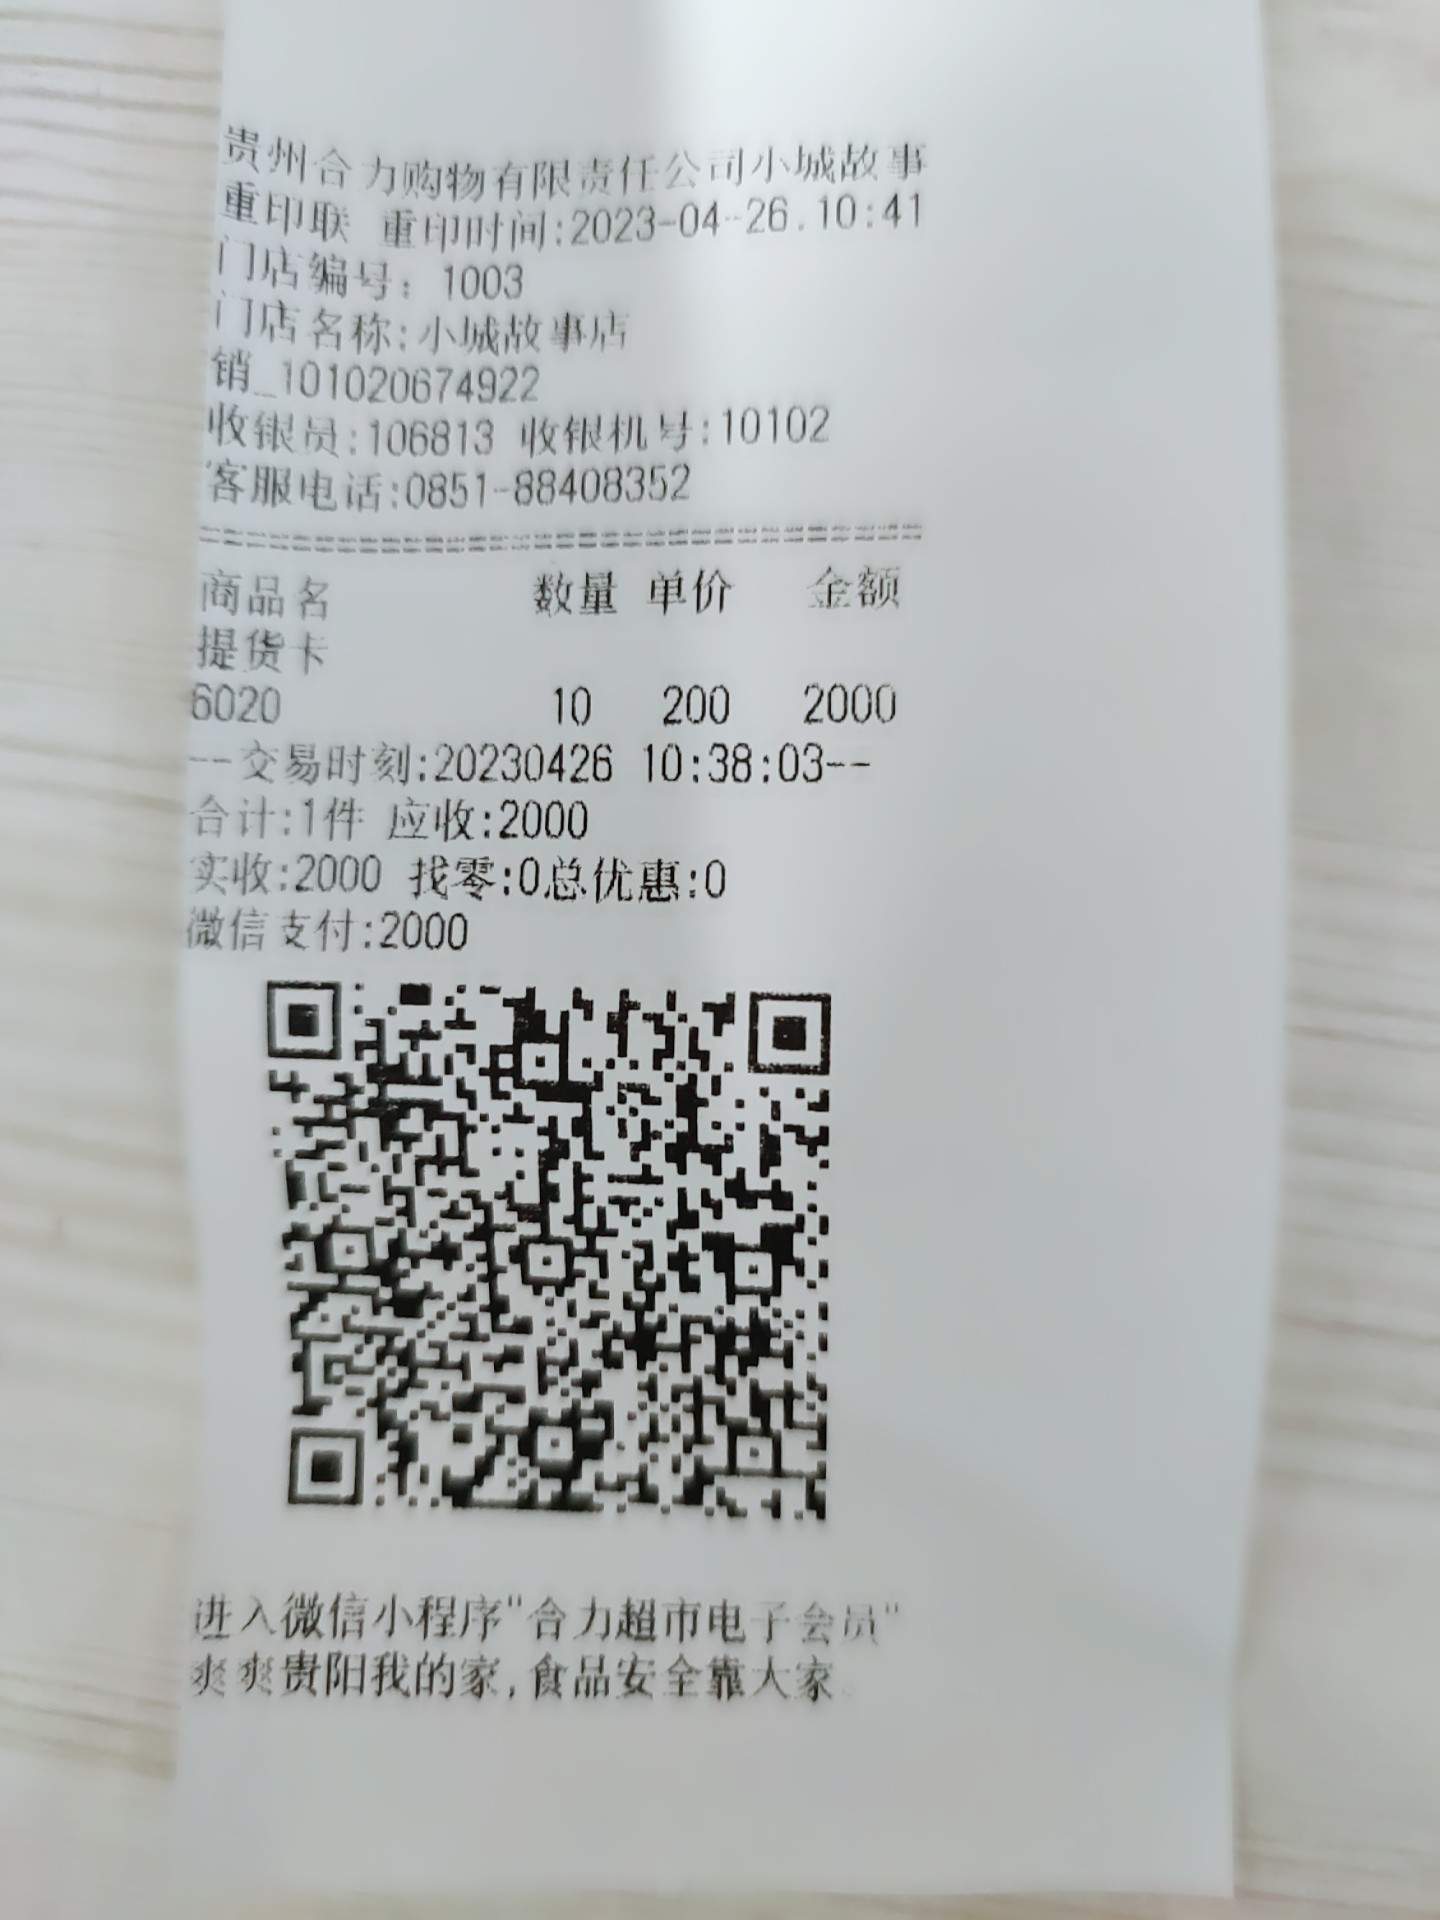 贵州合力购物有限责任公司小城故事
重印联 重印时间:2023-04-26.10:41
门店编号: 1003
门店名称:小城故事店
销_101020674922
收银员:106813 收银机号:10102
客服电话:0851-88408352
================================
商品名 数量 单价 金额
提货卡
6020 10 200 2000
--交易时刻:20230426 10:38:03--
合计:1件 应收:2000
实收:2000 找零:0总优惠:0
微信支付:2000
进入微信小程序"合力超市电子会员"
爽爽贵阳我的家,食品安全靠大家.